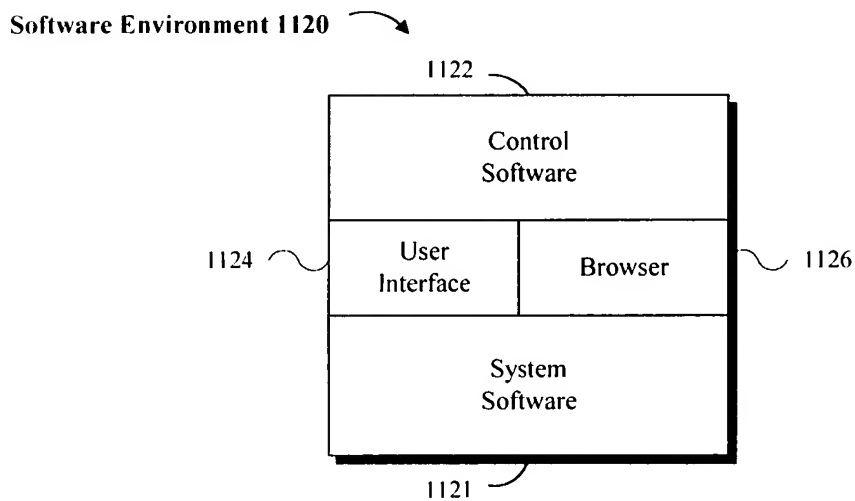 Software Environment 1120
1122
Control
Software
1124
User
Interface
Browser
1126
System
Software
1121